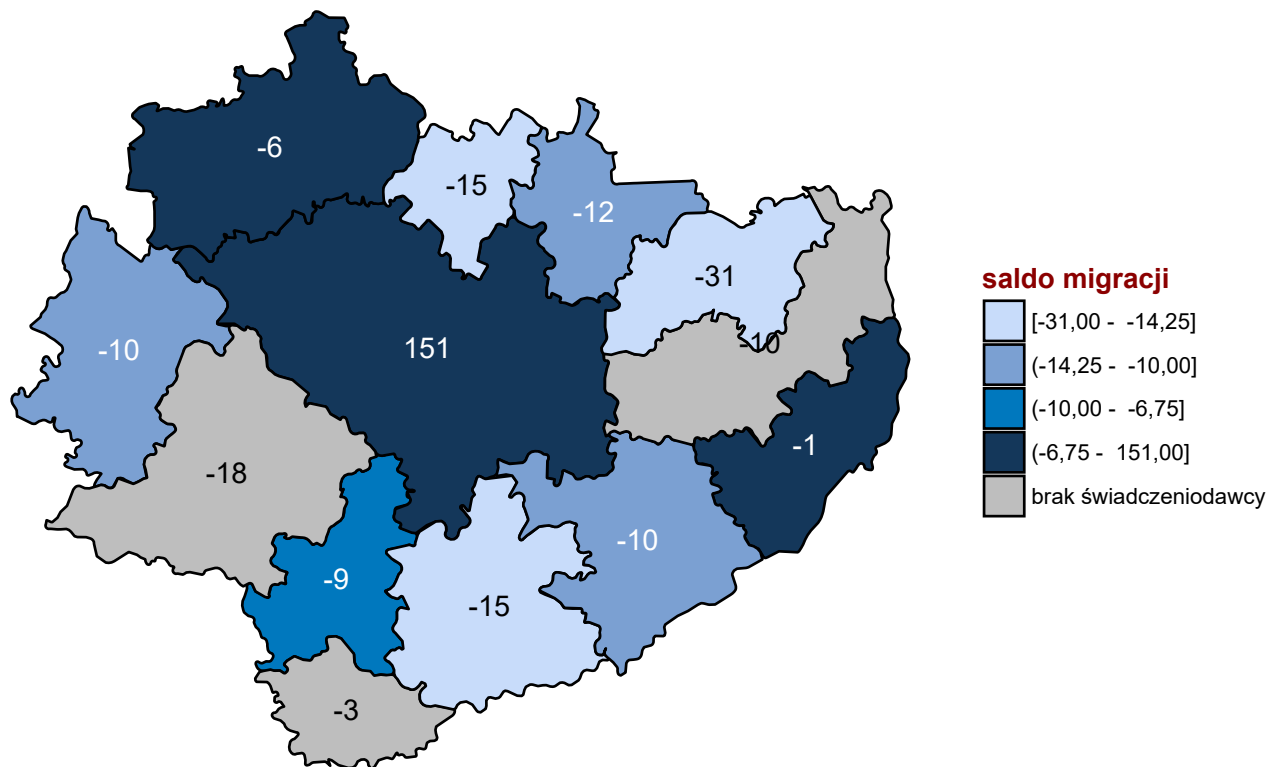 -6
-15
-12
-31
-10
151
-10
-1
-18
-10
-9
-15
-3
saldo migracji
[-31,00 - -14,25]
(-14,25 - -10,00]
(-10,00 - -6,75]
(-6,75 - 151,00]
brak świadczeniodawcy